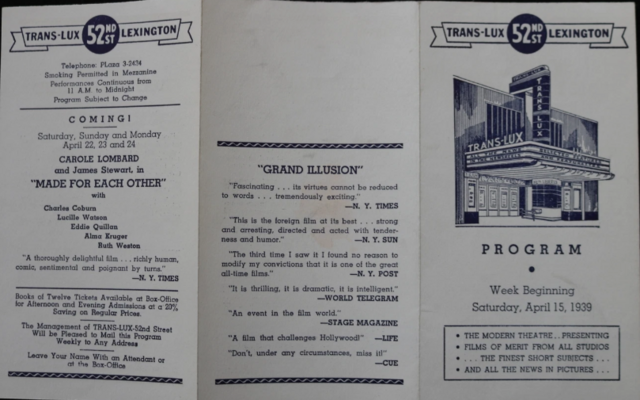 TRANS-LUX 52ND ST LEXINGTON
Telephone: PLaza 3-2434
Smoking Permitted in Mezzanine
Performances Continuous from
11 A.M to Midnight
Program Subject to Change
COMING!
Saturday, Sunday and Monday
April 22, 23 and 24
CAROLE LOMBARD
and James Stewart, in
"MADE FOR EACH OTHER"
with
Charles Coburn
Lucille Watson
Eddie Quillan
Alma Kruger
Ruth Weston
"A thoroughly delightful film . . . richly human,
comic, sentimental and poignant by turns."
—N. Y. TIMES
Books of Twelve Tickets Available at Box-Office
for Afternoon and Evening Admissions at a 20%
Saving on Regular Prices.
The Management of TRANS-LUX-52nd Street
Will be Pleased to Mail this Program
Weekly to Any Address
Leave Your Name With an Attendant or
at the Box-Office
"GRAND ILLUSION"
"Fascinating . . . its virtues cannot be reduced
to words . . . tremendously exciting."
—N. Y. TIMES
"This is the foreign film at its best . . . strong
and arresting, directed and acted with tender-
ness and humor." —N. Y. SUN
"The third time I saw it I found no reason to
modify my convictions that it is one of the great
all-time films." —N. Y. POST
"It is thrilling, it is dramatic, it is intelligent."
—WORLD TELEGRAM
"An event in the film world."
—STAGE MAGAZINE
"A film that challenges Hollywood!" —LIFE
"Don't, under any circumstances, miss it!"
—CUE
TRANS-LUX 52ND ST LEXINGTON
TRANS LUX
TRANS-LUX
PROGRAM
Week Beginning
Saturday, April 15, 1939
• THE MODERN THEATRE . . PRESENTING •
• FILMS OF MERIT FROM ALL STUDIOS •
• . . . THE FINEST SHORT SUBJECTS . . . •
• AND ALL THE NEWS IN PICTURES . . . •